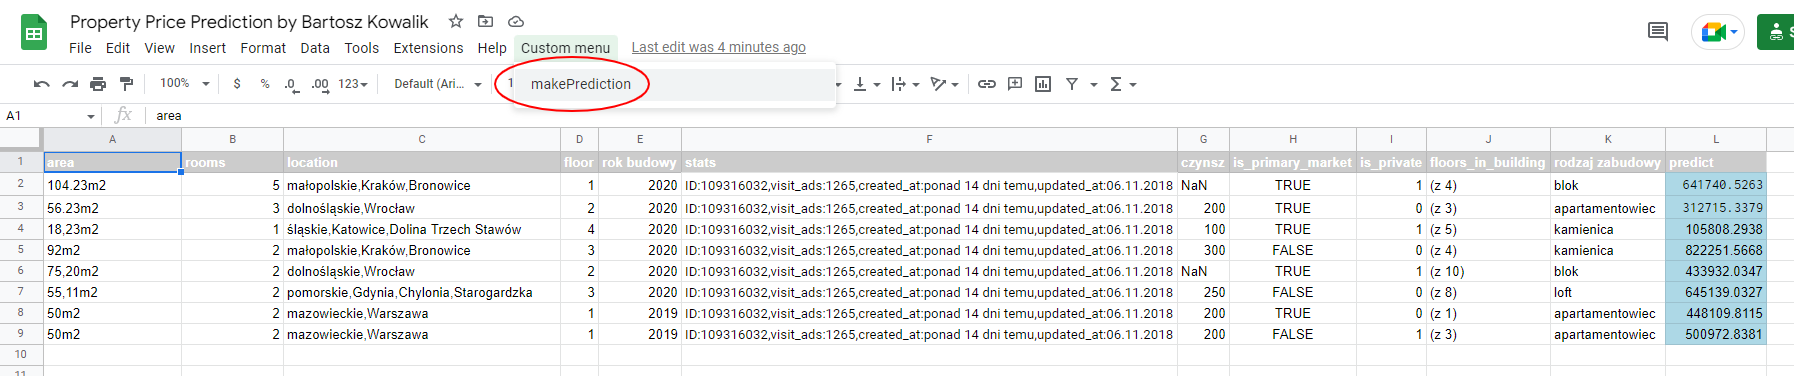 Property Price Prediction by Bartosz Kowalik
File Edit View Insert Format Data Tools Extensions Help Custom menu Last edit was 4 minutes ago
100% $ % .0 .00 123 Default (Ari... 1 makePrediction
A1 fx area
A B C D E F G H I J K L
1 area rooms location floor rok budowy stats czynsz is_primary_market is_private floors_in_building rodzaj zabudowy predict
2 104.23m2 5 małopolskie,Kraków,Bronowice 1 2020 ID:109316032,visit_ads:1265,created_at:ponad 14 dni temu,updated_at:06.11.2018 NaN TRUE 1 (z 4) blok 641740.5263
3 56.23m2 3 dolnośląskie,Wrocław 2 2020 ID:109316032,visit_ads:1265,created_at:ponad 14 dni temu,updated_at:06.11.2018 200 TRUE 0 (z 3) apartamentowiec 312715.3379
4 18,23m2 1 śląskie,Katowice,Dolina Trzech Stawów 4 2020 ID:109316032,visit_ads:1265,created_at:ponad 14 dni temu,updated_at:06.11.2018 100 TRUE 1 (z 5) kamienica 105808.2938
5 92m2 2 małopolskie,Kraków,Bronowice 3 2020 ID:109316032,visit_ads:1265,created_at:ponad 14 dni temu,updated_at:06.11.2018 300 FALSE 0 (z 4) kamienica 822251.5668
6 75,20m2 2 dolnośląskie,Wrocław 2 2020 ID:109316032,visit_ads:1265,created_at:ponad 14 dni temu,updated_at:06.11.2018 NaN TRUE 1 (z 10) blok 433932.0347
7 55,11m2 2 pomorskie,Gdynia,Chylonia,Starogardzka 3 2020 ID:109316032,visit_ads:1265,created_at:ponad 14 dni temu,updated_at:06.11.2018 250 FALSE 0 (z 8) loft 645139.0327
8 50m2 2 mazowieckie,Warszawa 1 2019 ID:109316032,visit_ads:1265,created_at:ponad 14 dni temu,updated_at:06.11.2018 200 TRUE 0 (z 1) apartamentowiec 448109.8115
9 50m2 2 mazowieckie,Warszawa 1 2019 ID:109316032,visit_ads:1265,created_at:ponad 14 dni temu,updated_at:06.11.2018 200 FALSE 1 (z 3) apartamentowiec 500972.8381
10
11